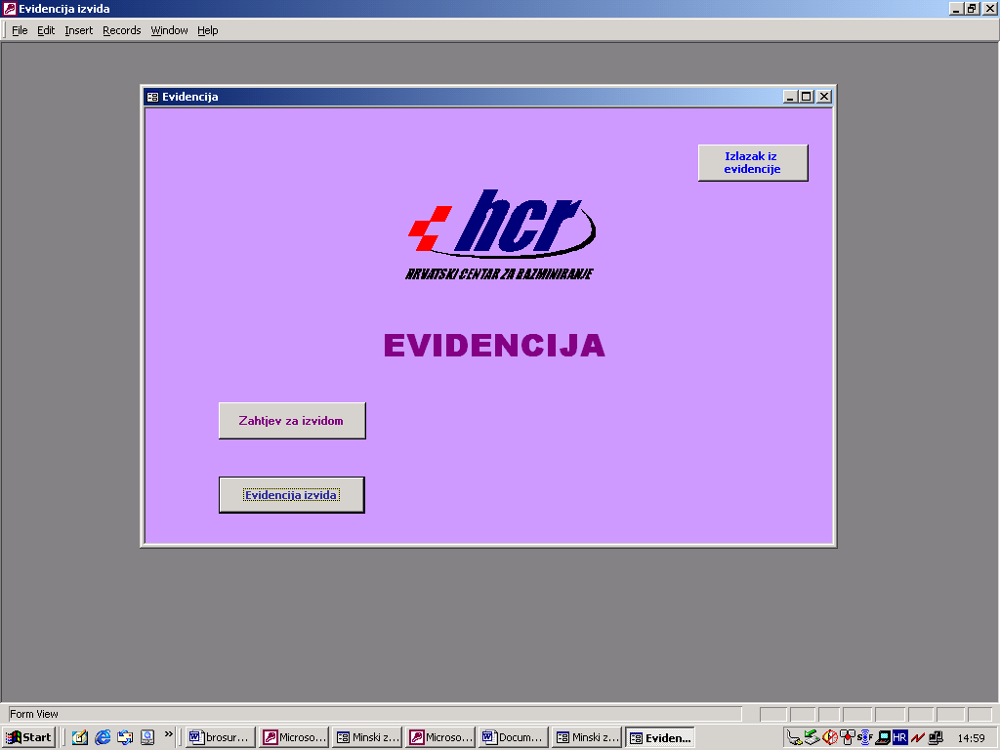 Evidencija izvida
File Edit Insert Records Window Help
Evidencija
Izlazak iz
evidencije
hcr
HRVATSKI CENTAR ZA RAZMINIRANJE
EVIDENCIJA
Zahtjev za izvidom
Evidencija izvida
Form View
Start » brosur... Microso... Minski z... Microso... Docum... Minski z... Eviden... HR 14:59